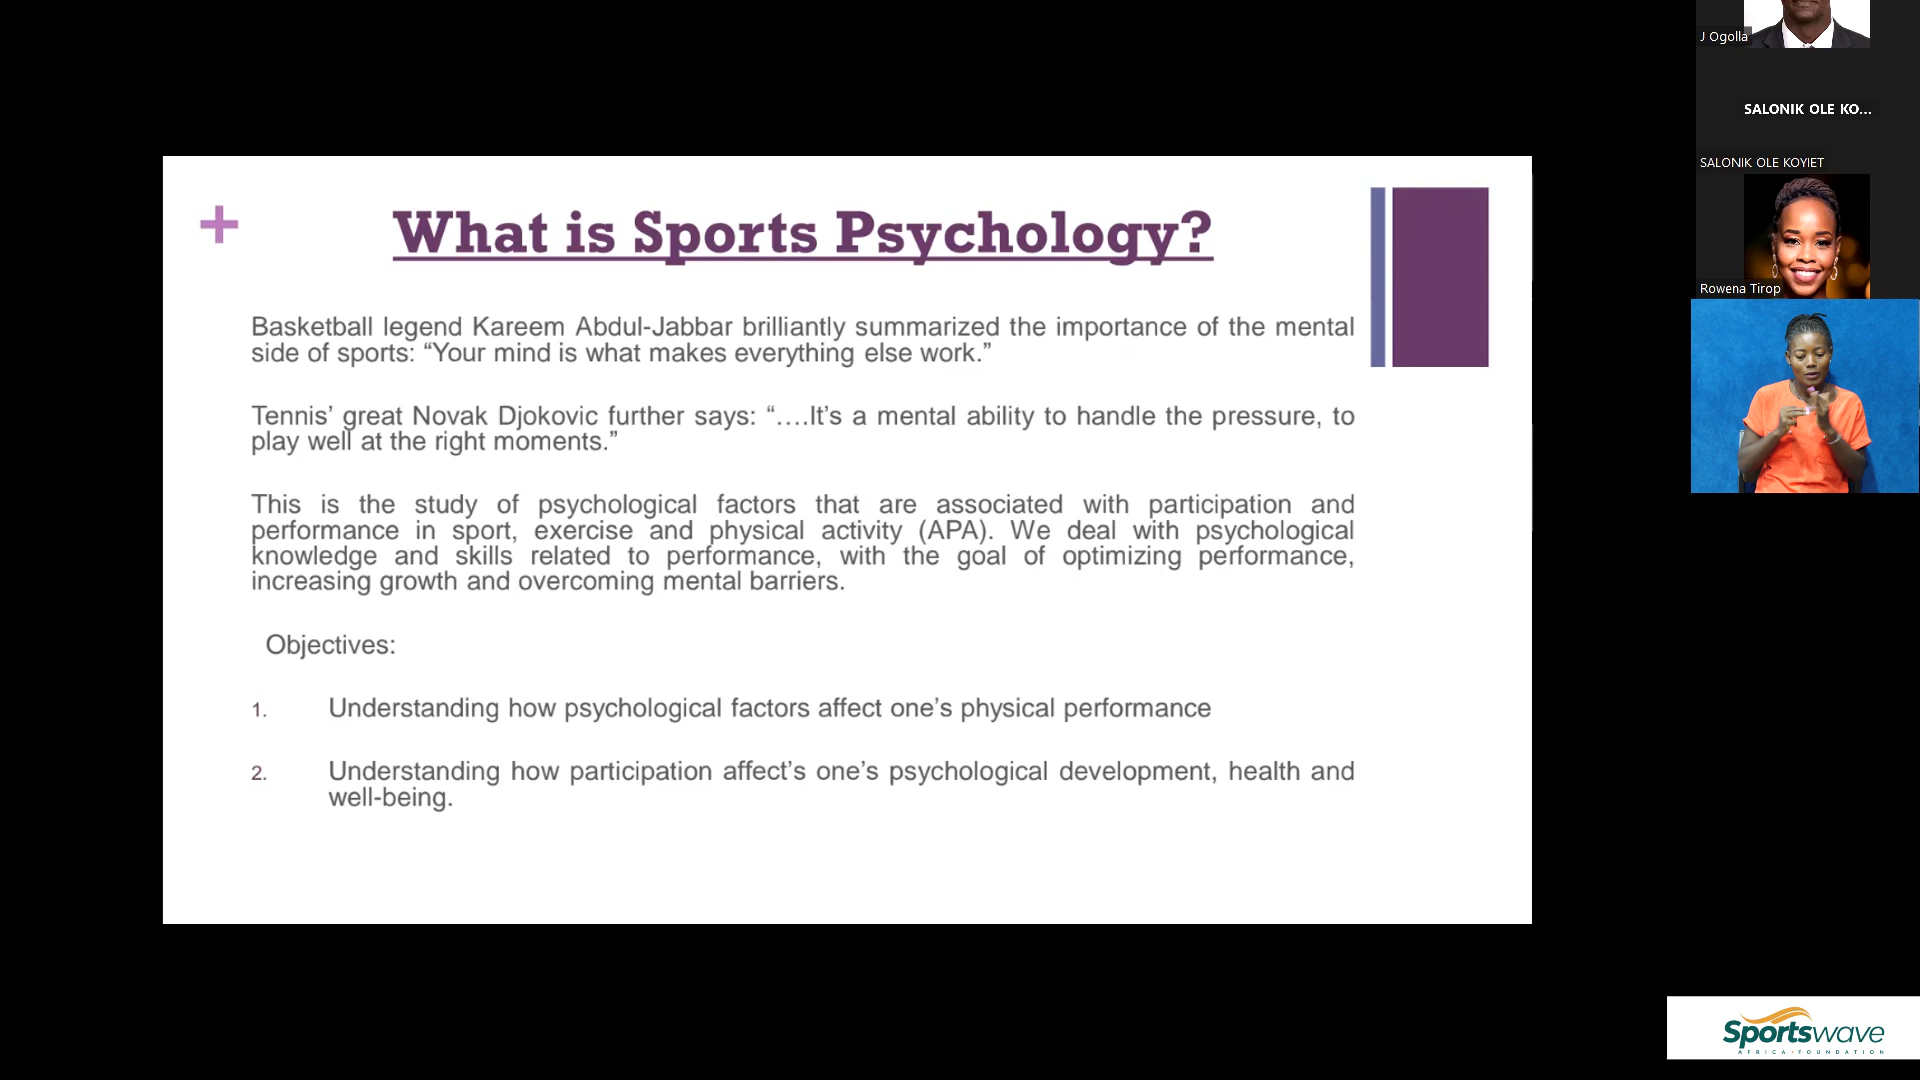 J Ogolla
SALONIK OLE KO...
SALONIK OLE KOYIET
Rowena Tirop
What is Sports Psychology?
Basketball legend Kareem Abdul-Jabbar brilliantly summarized the importance of the mental
side of sports: “Your mind is what makes everything else work.”
Tennis’ great Novak Djokovic further says: “….It’s a mental ability to handle the pressure, to
play well at the right moments.”
This is the study of psychological factors that are associated with participation and
performance in sport, exercise and physical activity (APA). We deal with psychological
knowledge and skills related to performance, with the goal of optimizing performance,
increasing growth and overcoming mental barriers.
Objectives:
1. Understanding how psychological factors affect one’s physical performance
2. Understanding how participation affect’s one’s psychological development, health and
well-being.
Sportswave
AFRICA•FOUNDATION